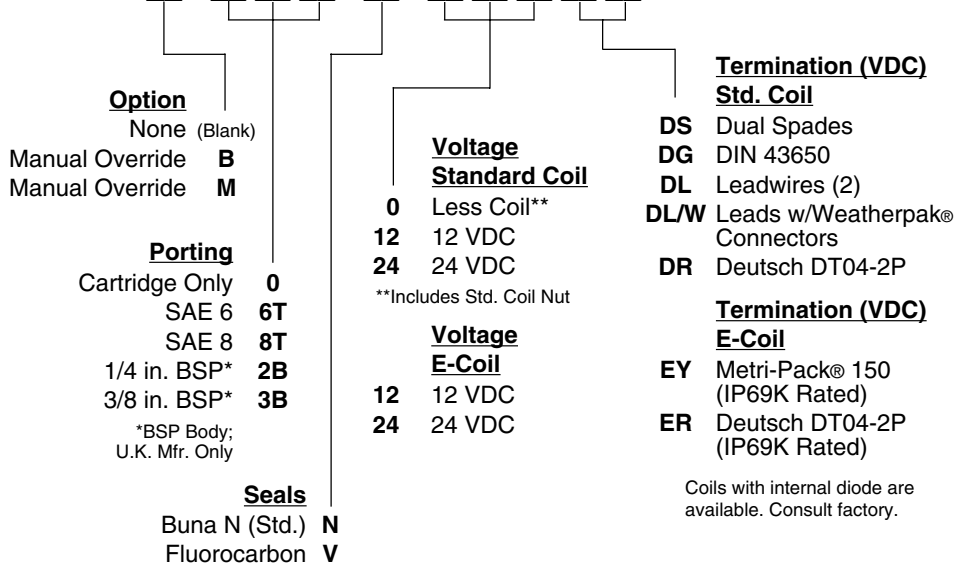 Option
None (Blank)
Manual Override B
Manual Override M
Porting
Cartridge Only 0
SAE 6 6T
SAE 8 8T
1/4 in. BSP* 2B
3/8 in. BSP* 3B
*BSP Body;
U.K. Mfr. Only
Seals
Buna N (Std.) N
Fluorocarbon V
Voltage
Standard Coil
0 Less Coil**
12 12 VDC
24 24 VDC
**Includes Std. Coil Nut
Voltage
E-Coil
12 12 VDC
24 24 VDC
Termination (VDC)
Std. Coil
DS Dual Spades
DG DIN 43650
DL Leadwires (2)
DL/W Leads w/Weatherpak®
Connectors
DR Deutsch DT04-2P
Termination (VDC)
E-Coil
EY Metri-Pack® 150
(IP69K Rated)
ER Deutsch DT04-2P
(IP69K Rated)
Coils with internal diode are
available. Consult factory.